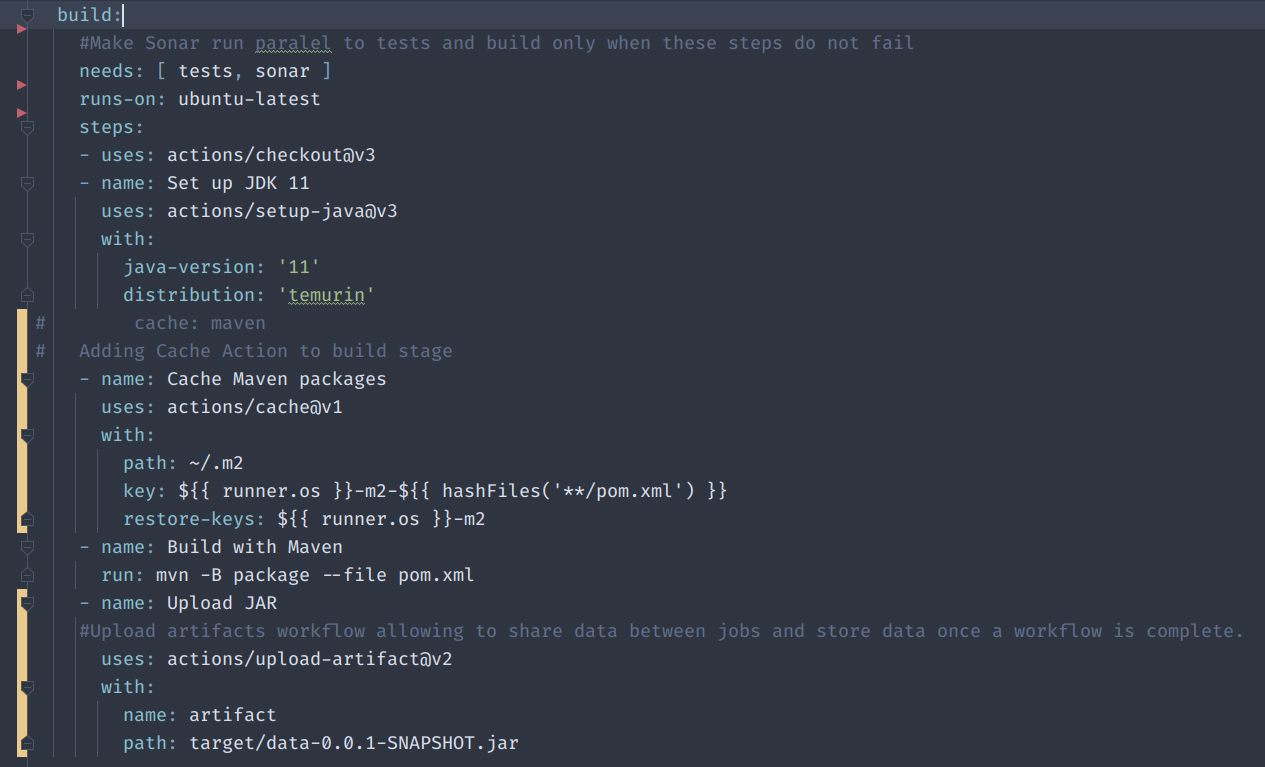 build:
#Make Sonar run paralel to tests and build only when these steps do not fail
needs: [ tests, sonar ]
runs-on: ubuntu-latest
steps:
- uses: actions/checkout@v3
- name: Set up JDK 11
uses: actions/setup-java@v3
with:
java-version: '11'
distribution: 'temurin'
# cache: maven
# Adding Cache Action to build stage
- name: Cache Maven packages
uses: actions/cache@v1
with:
path: ~/.m2
key: ${{ runner.os }}-m2-${{ hashFiles('**/pom.xml') }}
restore-keys: ${{ runner.os }}-m2
- name: Build with Maven
run: mvn -B package --file pom.xml
- name: Upload JAR
#Upload artifacts workflow allowing to share data between jobs and store data once a workflow is complete.
uses: actions/upload-artifact@v2
with:
name: artifact
path: target/data-0.0.1-SNAPSHOT.jar